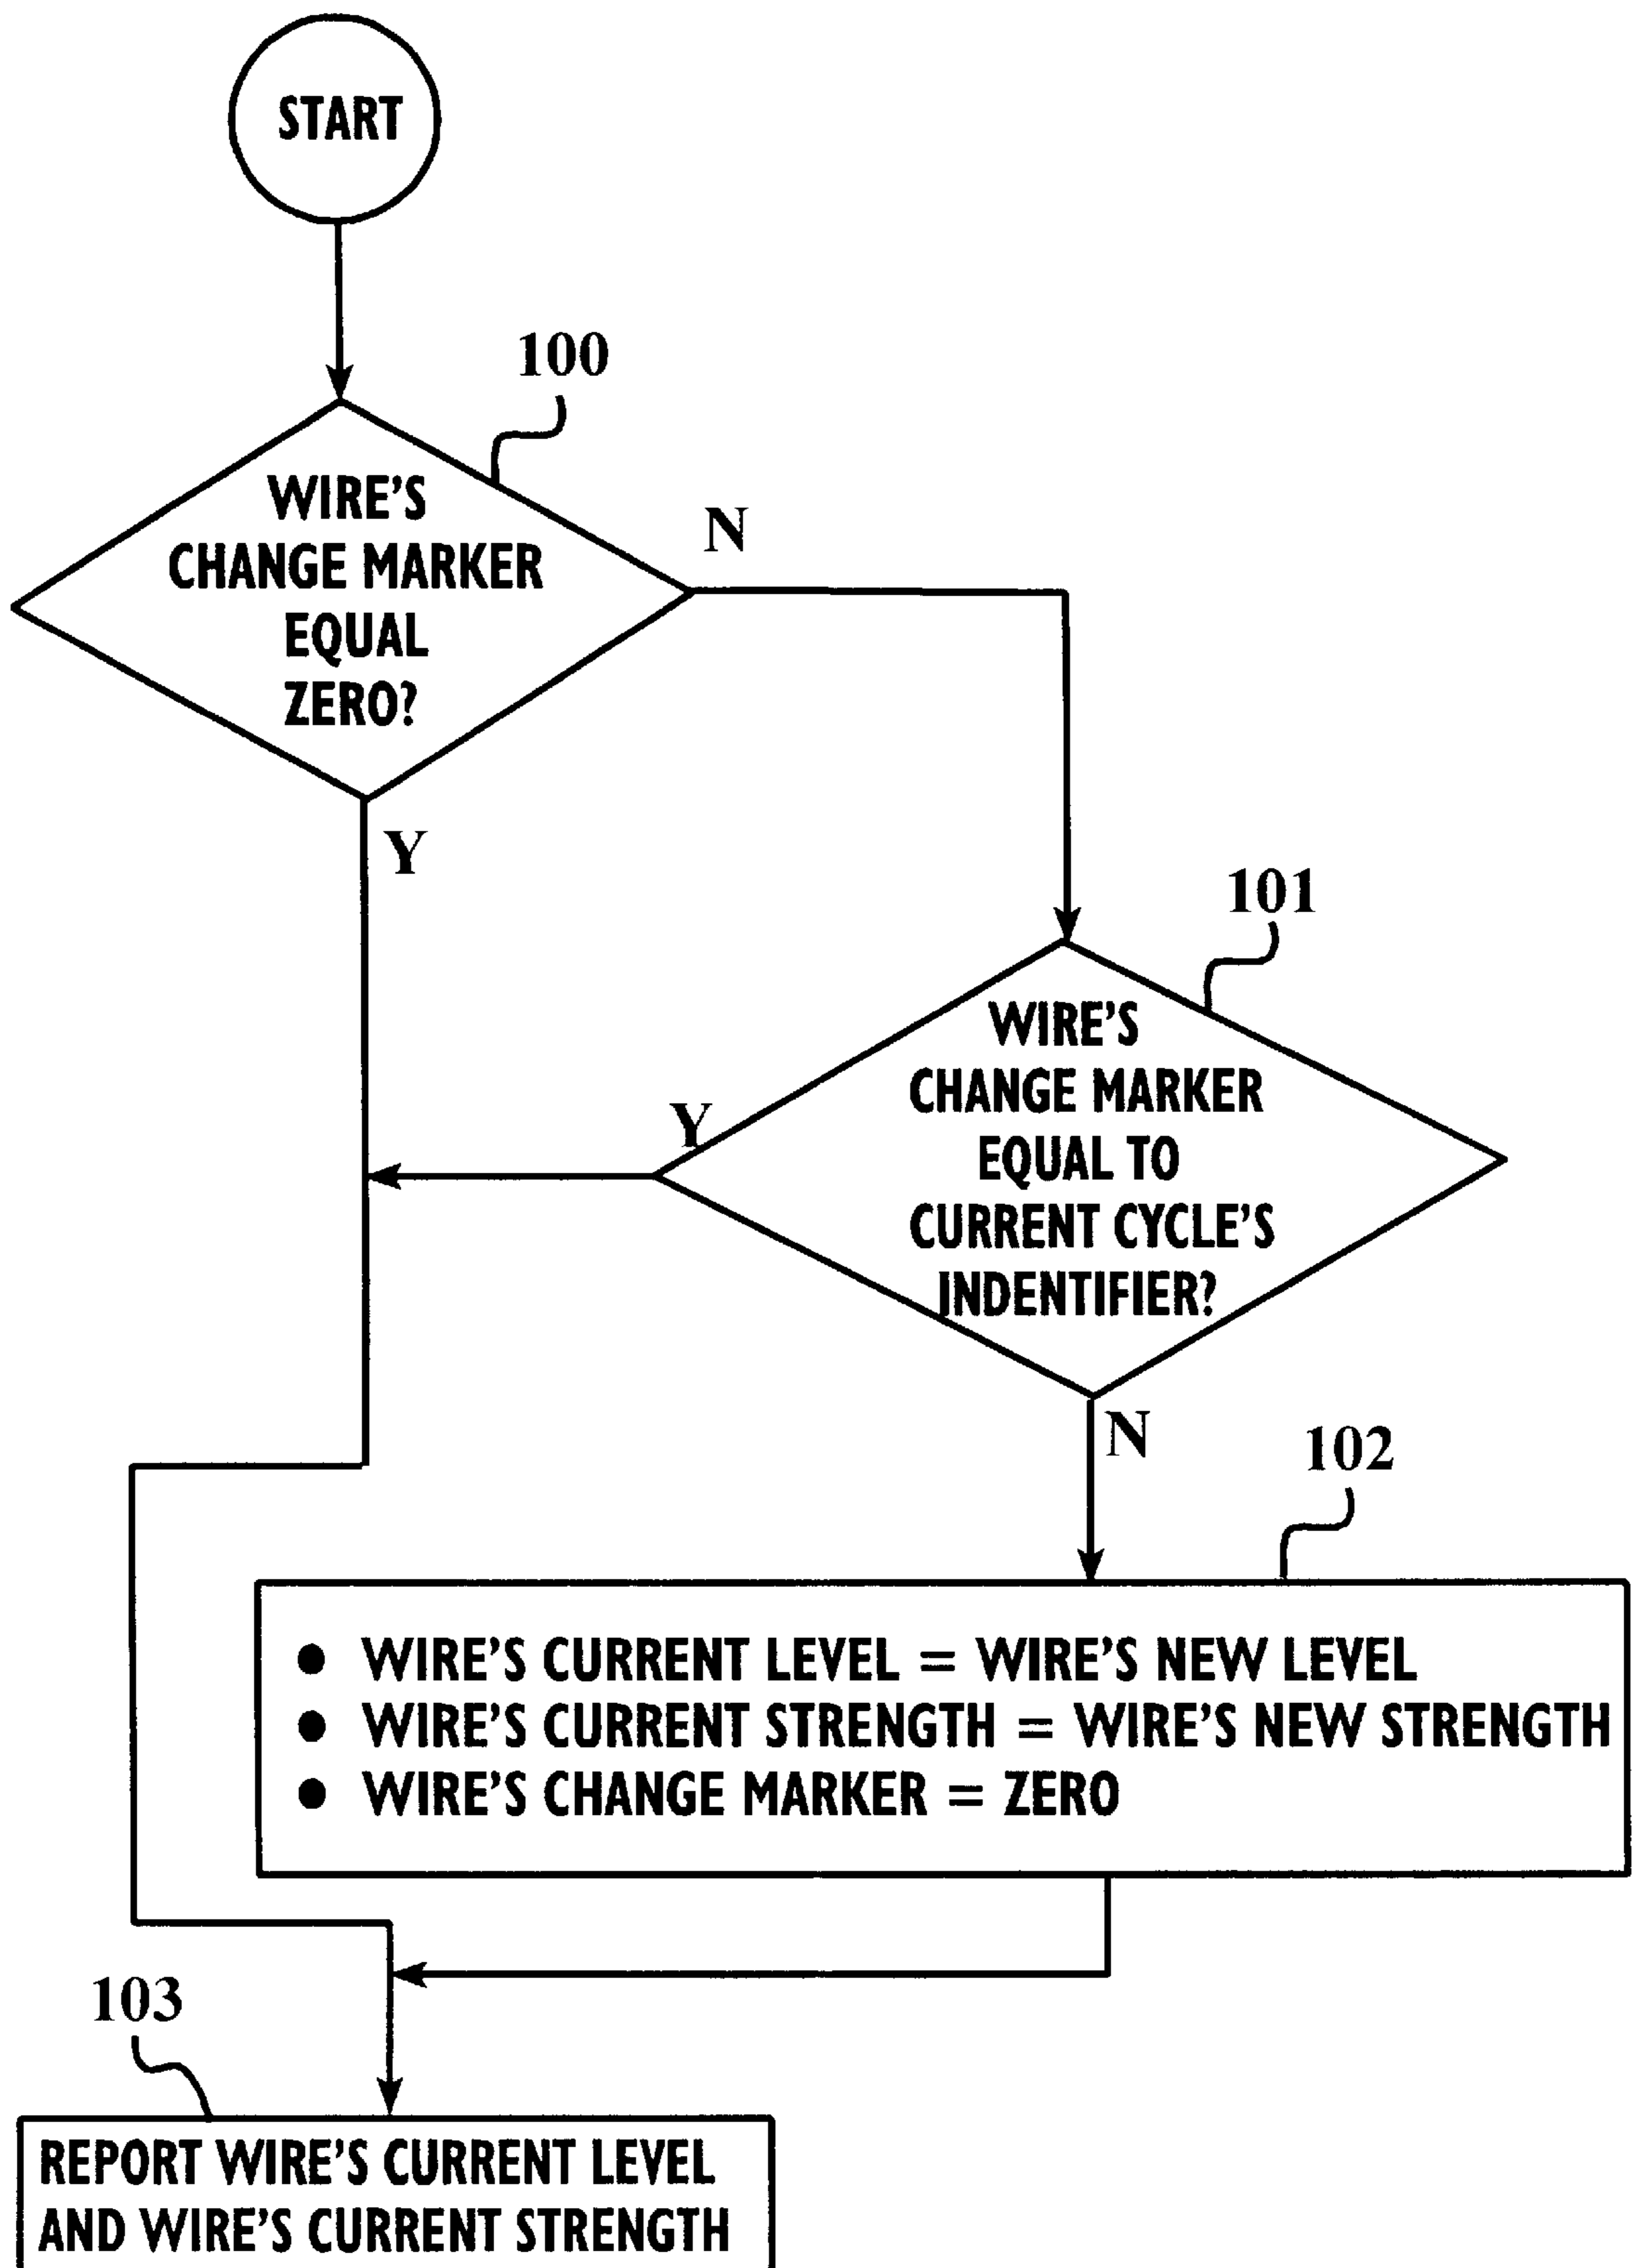 START
100
WIRE'S
CHANGE MARKER
EQUAL
ZERO?
N
Y
101
WIRE'S
CHANGE MARKER
EQUAL TO
CURRENT CYCLE'S
INDENTIFIER?
Y
N
102
● WIRE'S CURRENT LEVEL = WIRE'S NEW LEVEL
● WIRE'S CURRENT STRENGTH = WIRE'S NEW STRENGTH
● WIRE'S CHANGE MARKER = ZERO
103
REPORT WIRE'S CURRENT LEVEL
AND WIRE'S CURRENT STRENGTH